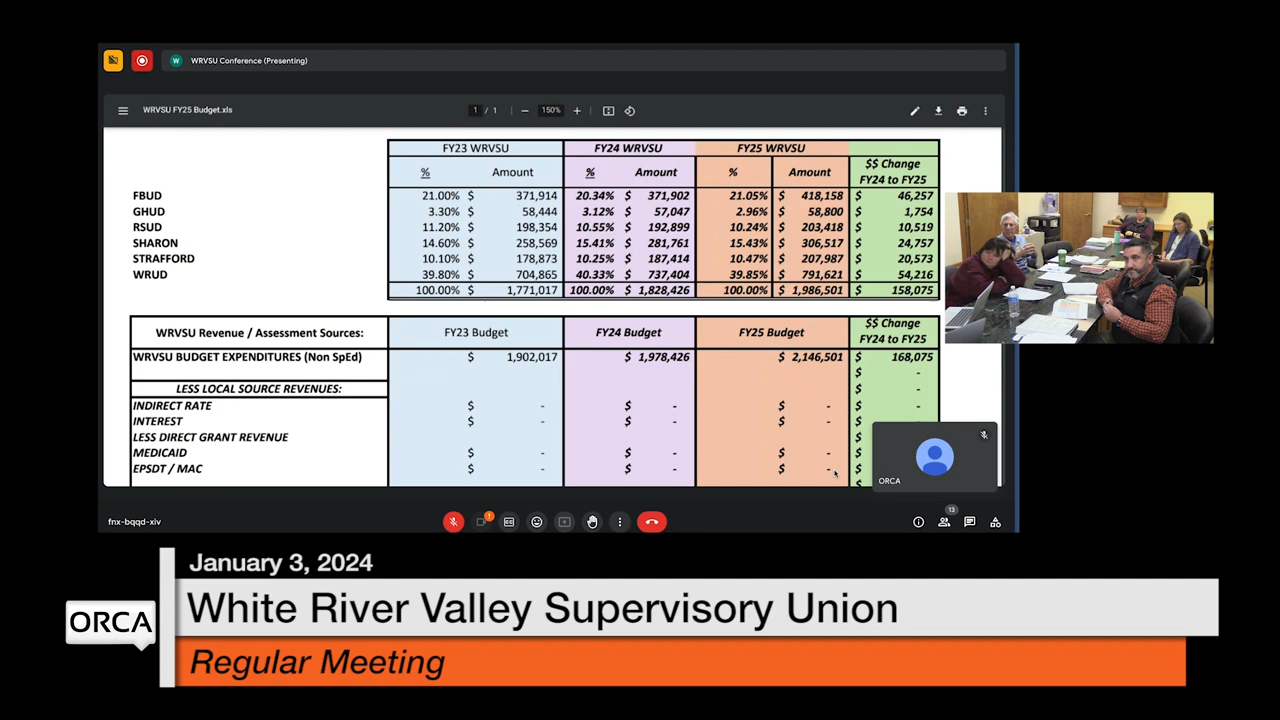 W WRVSU Conference (Presenting)
WRVSU FY25 Budget.xls 1 / 1 — 150% +
FY23 WRVSU FY24 WRVSU FY25 WRVSU $$ Change FY24 to FY25
% Amount % Amount % Amount
FBUD 21.00% $ 371,914 20.34% $ 371,902 21.05% $ 418,158 $ 46,257
GHUD 3.30% $ 58,444 3.12% $ 57,047 2.96% $ 58,800 $ 1,754
RSUD 11.20% $ 198,354 10.55% $ 192,899 10.24% $ 203,418 $ 10,519
SHARON 14.60% $ 258,569 15.41% $ 281,761 15.43% $ 306,517 $ 24,757
STRAFFORD 10.10% $ 178,873 10.25% $ 187,414 10.47% $ 207,987 $ 20,573
WRUD 39.80% $ 704,865 40.33% $ 737,404 39.85% $ 791,621 $ 54,216
100.00% $ 1,771,017 100.00% $ 1,828,426 100.00% $ 1,986,501 $ 158,075
WRVSU Revenue / Assessment Sources: FY23 Budget FY24 Budget FY25 Budget $$ Change FY24 to FY25
WRVSU BUDGET EXPENDITURES (Non SpEd) $ 1,902,017 $ 1,978,426 $ 2,146,501 $ 168,075
$ -
LESS LOCAL SOURCE REVENUES: $ -
INDIRECT RATE $ - $ - $ - $ -
INTEREST $ - $ - $ - $
LESS DIRECT GRANT REVENUE $
MEDICAID $ - $ - $ - $
EPSDT / MAC $ - $ - $ - $
ORCA
fnx-bqqd-xiv
13
January 3, 2024
ORCA
White River Valley Supervisory Union
Regular Meeting